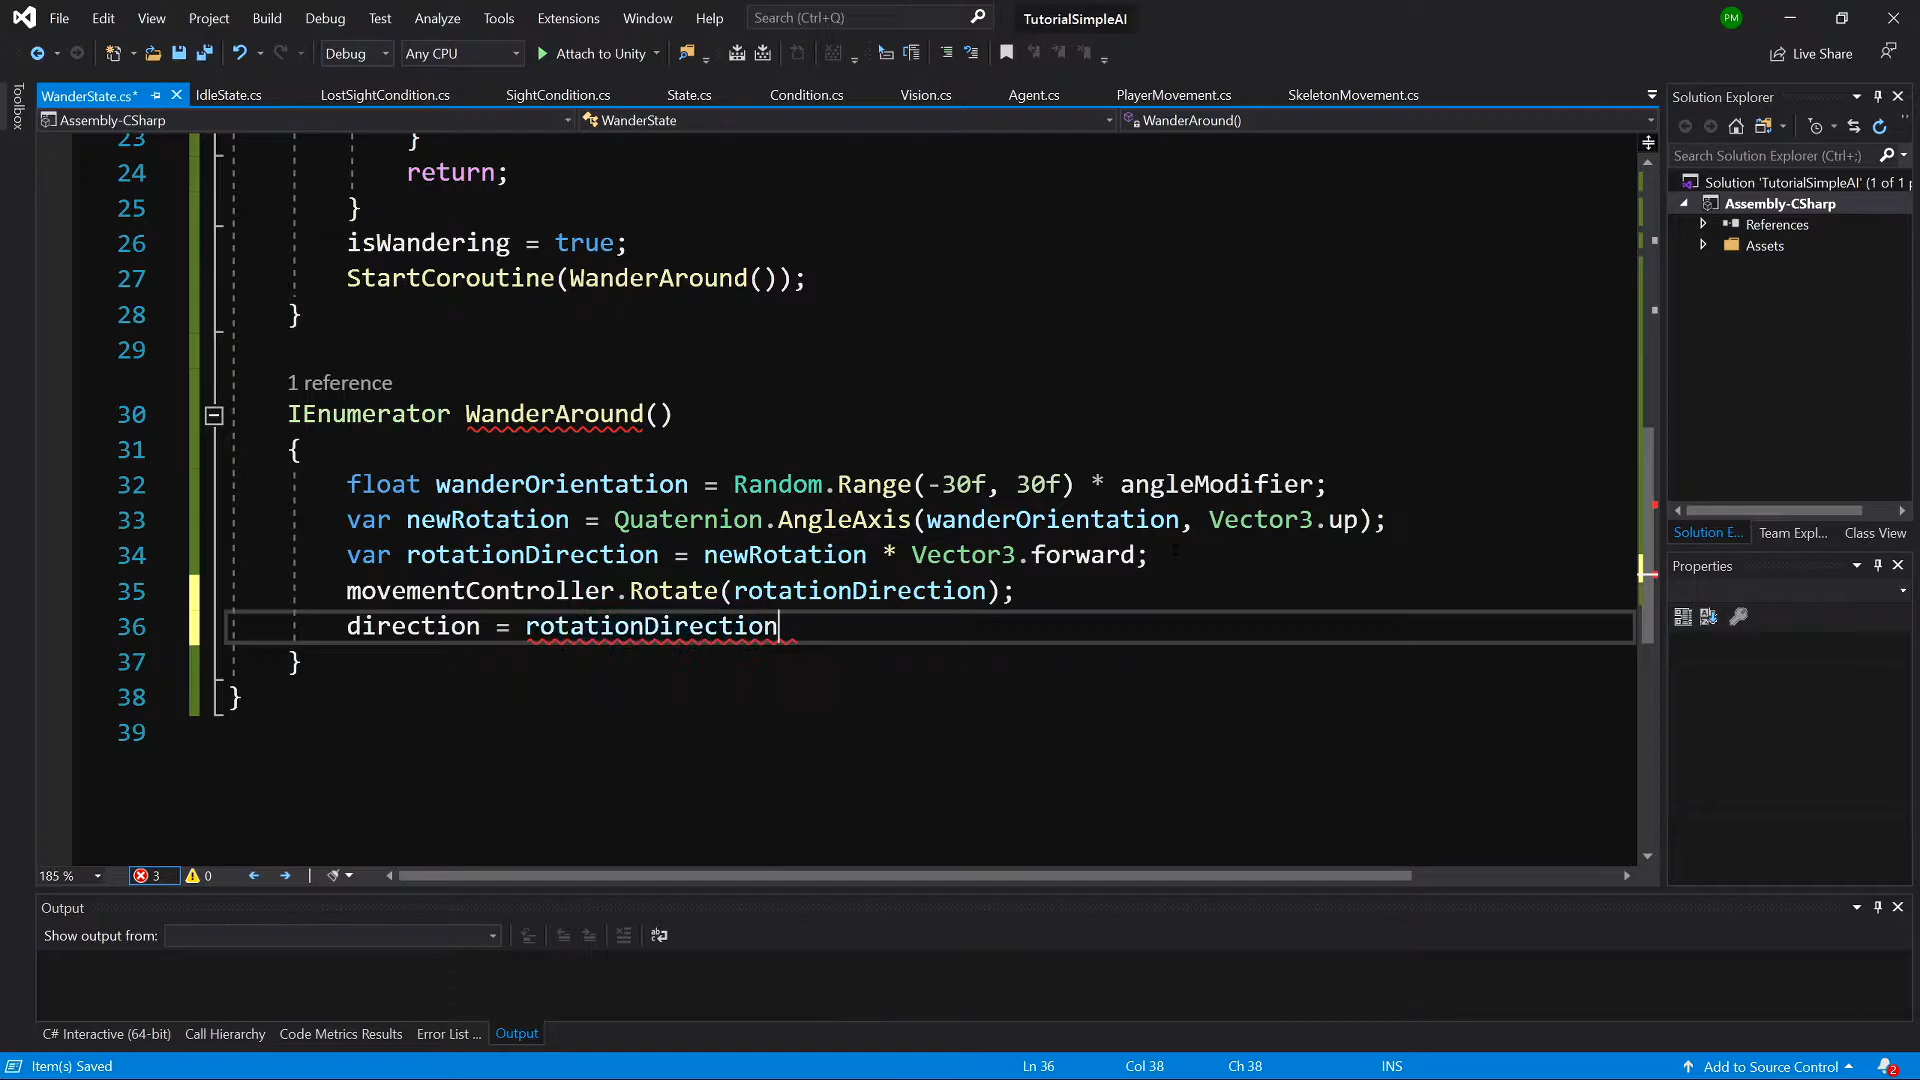 File Edit View Project Build Debug Test Analyze Tools Extensions Window Help Search (Ctrl+Q) TutorialSimpleAI PM
Debug Any CPU Attach to Unity Live Share
Toolbox
WanderState.cs* IdleState.cs LostSightCondition.cs SightCondition.cs State.cs Condition.cs Vision.cs Agent.cs PlayerMovement.cs SkeletonMovement.cs
Assembly-CSharp WanderState WanderAround()
23 }
24 return;
25 }
26 isWandering = true;
27 StartCoroutine(WanderAround());
28 }
29
1 reference
30 IEnumerator WanderAround()
31 {
32 float wanderOrientation = Random.Range(-30f, 30f) * angleModifier;
33 var newRotation = Quaternion.AngleAxis(wanderOrientation, Vector3.up);
34 var rotationDirection = newRotation * Vector3.forward;
35 movementController.Rotate(rotationDirection);
36 direction = rotationDirection
37 }
38 }
39
185 % 3 0
Solution Explorer
Search Solution Explorer (Ctrl+;)
Solution 'TutorialSimpleAI' (1 of 1 p
Assembly-CSharp
References
Assets
Solution E... Team Expl... Class View
Properties
Output
Show output from:
C# Interactive (64-bit) Call Hierarchy Code Metrics Results Error List ... Output
Item(s) Saved Ln 36 Col 38 Ch 38 INS Add to Source Control 2